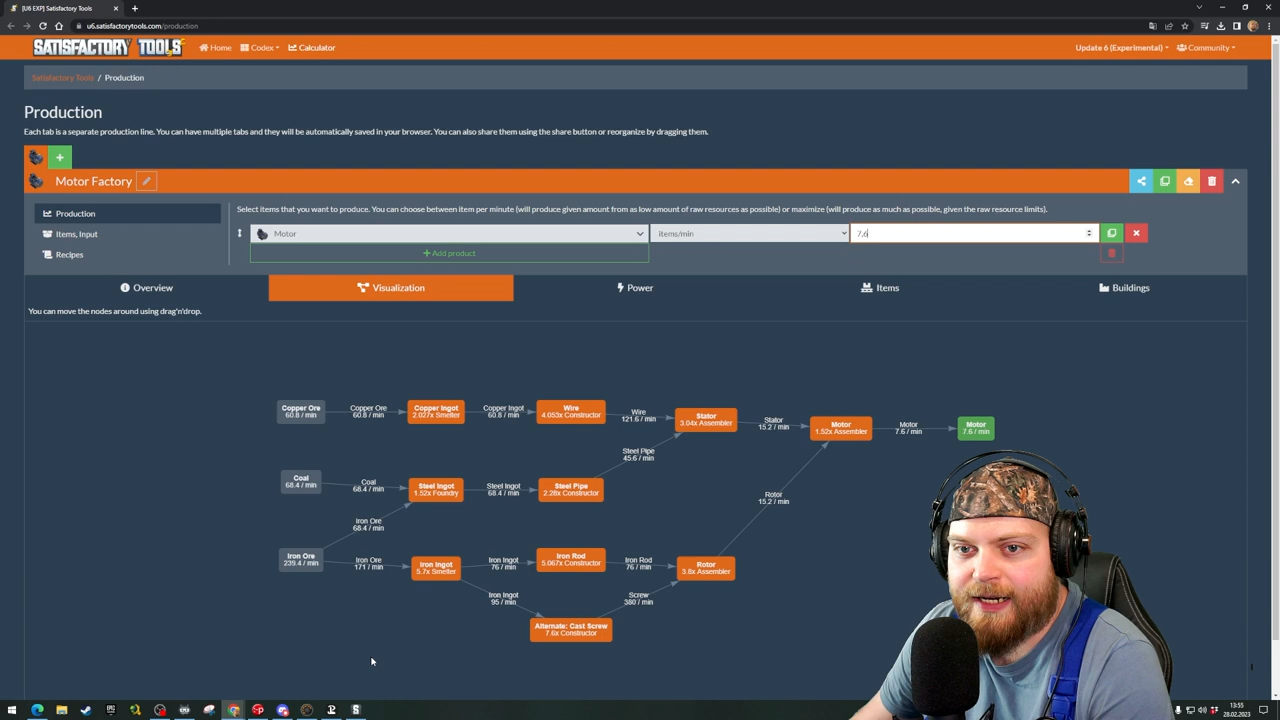 [U6 EXP] Satisfactory Tools
u6.satisfactorytools.com/production
SATISFACTORY TOOLS
Home
Codex
Calculator
Update 6 (Experimental)
Community
Satisfactory Tools / Production
Production
Each tab is a separate production line. You can have multiple tabs and they will be automatically saved in your browser. You can also share them using the share button or reorganize by dragging them.
Motor Factory
Production
Items, Input
Recipes
Select items that you want to produce. You can choose between item per minute (will produce given amount from as low amount of raw resources as possible) or maximize (will produce as much as possible, given the raw resource limits).
Motor
items/min
7,6
+ Add product
Overview
Visualization
Power
Items
Buildings
You can move the nodes around using drag'n'drop.
Copper Ore
60.8 / min
Copper Ore
60.8 / min
Copper Ingot
2.027x Smelter
Copper Ingot
60.8 / min
Wire
4.053x Constructor
Wire
121.6 / min
Stator
3.04x Assembler
Stator
15.2 / min
Motor
1.52x Assembler
Motor
7.6 / min
Motor
7.6 / min
Coal
68.4 / min
Coal
68.4 / min
Steel Ingot
1.52x Foundry
Steel Ingot
68.4 / min
Steel Pipe
2.28x Constructor
Steel Pipe
45.6 / min
Iron Ore
68.4 / min
Rotor
15.2 / min
Iron Ore
239.4 / min
Iron Ore
171 / min
Iron Ingot
5.7x Smelter
Iron Ingot
76 / min
Iron Rod
5.067x Constructor
Iron Rod
76 / min
Rotor
3.8x Assembler
Iron Ingot
95 / min
Screw
380 / min
Alternate: Cast Screw
7.6x Constructor
13:55
28.02.2023